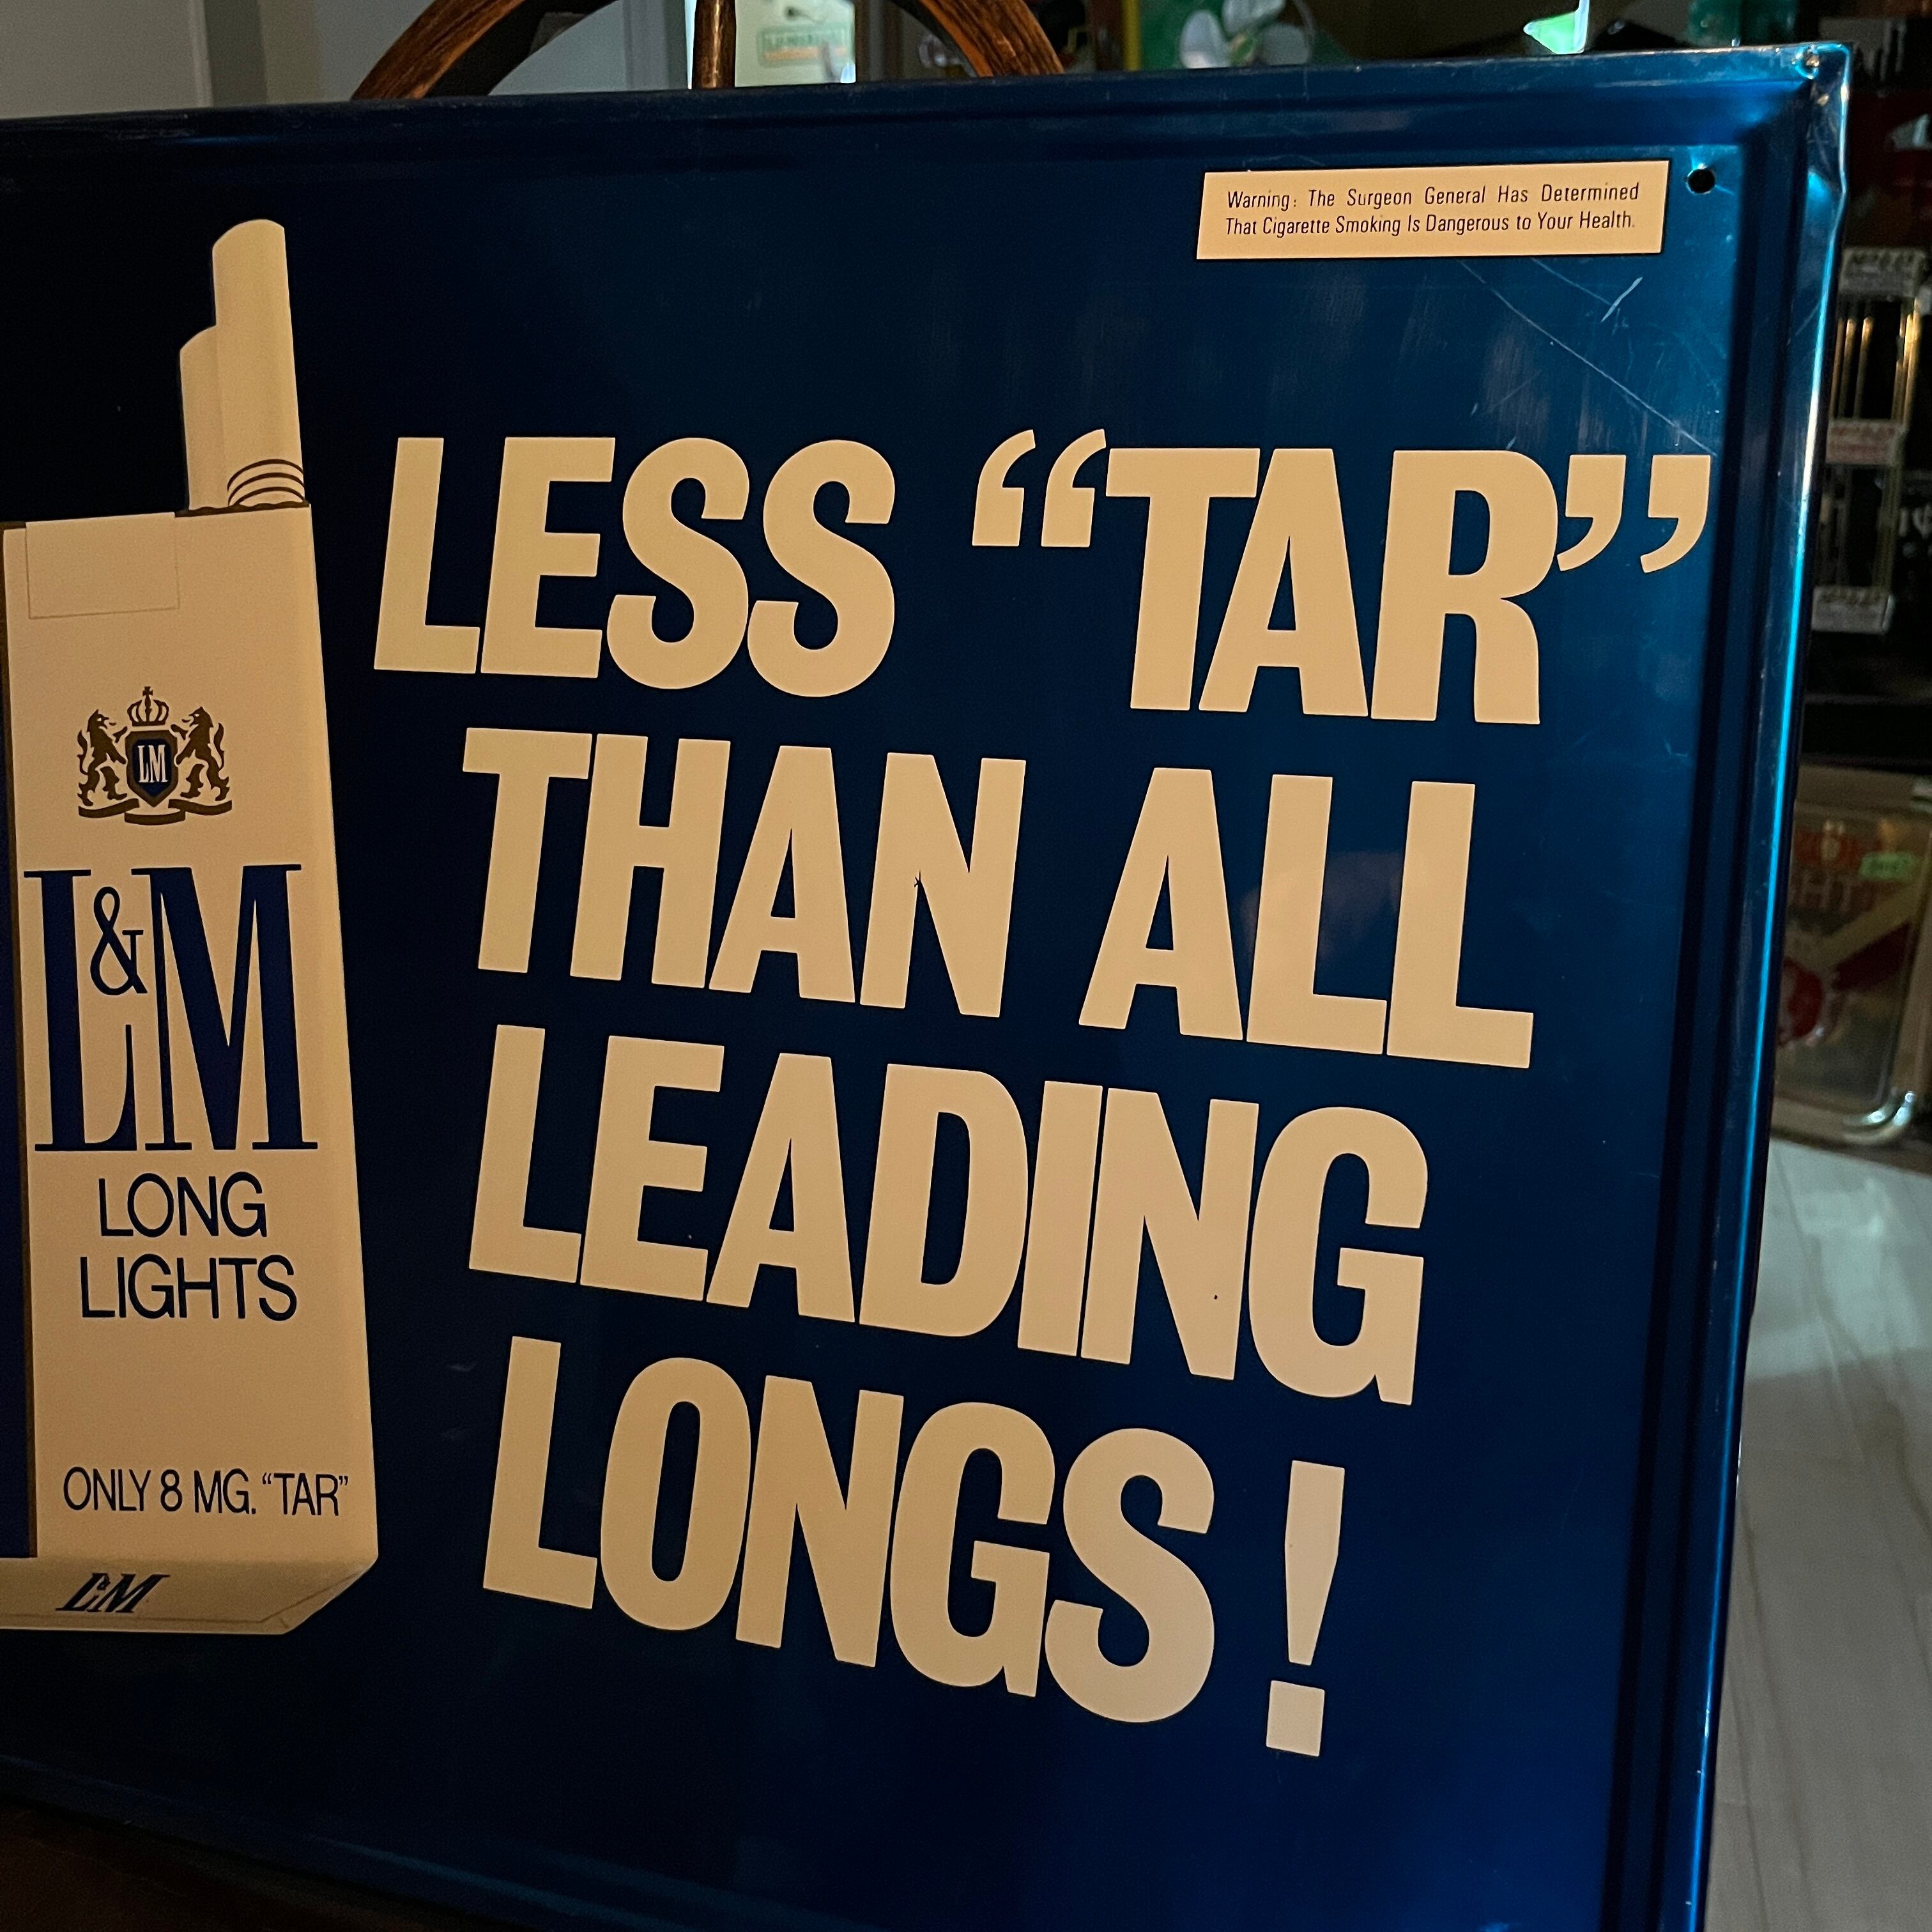 Warning: The Surgeon General Has Determined
That Cigarette Smoking Is Dangerous to Your Health.
LESS “TAR”
THAN ALL
LEADING
LONGS!
LM
L&M
LONG
LIGHTS
ONLY 8 MG. “TAR”
L&M